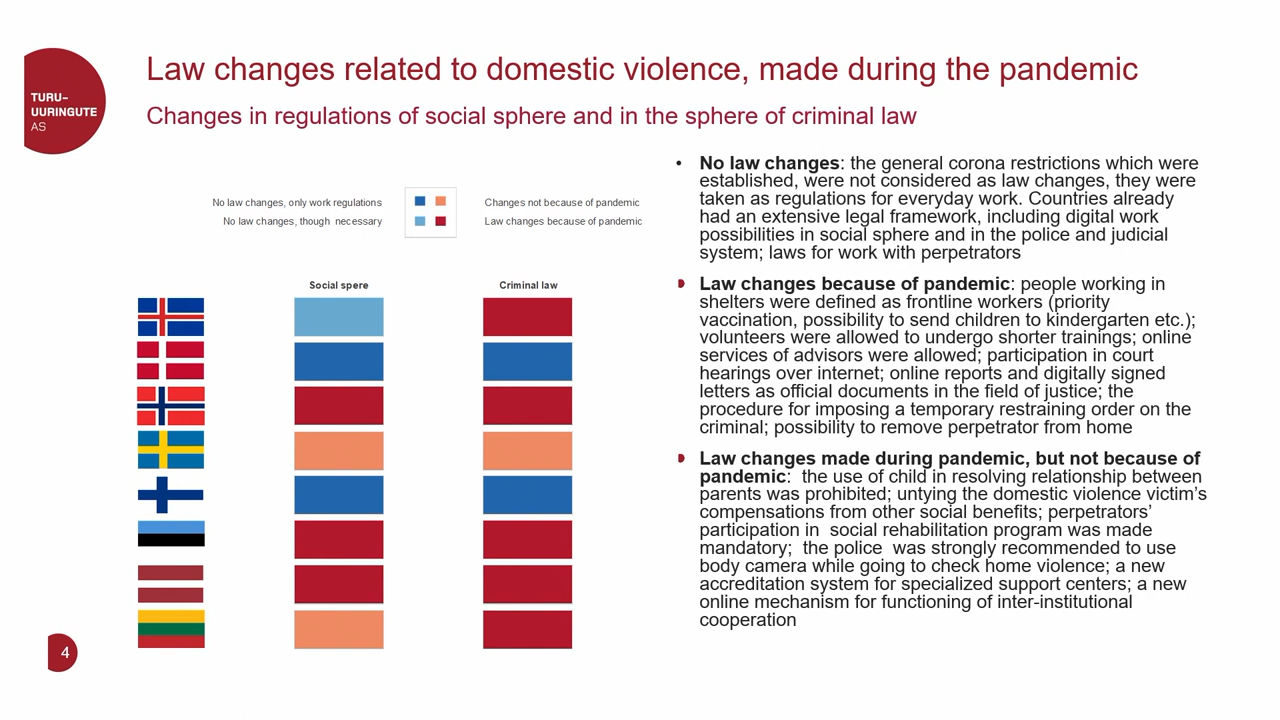 Law changes related to domestic violence, made during the pandemic
TURU-
UURINGUTE
AS
Changes in regulations of social sphere and in the sphere of criminal law
No law changes, only work regulations
Changes not because of pandemic
No law changes, though necessary
Law changes because of pandemic
Social spere
Criminal law
• No law changes: the general corona restrictions which were
established, were not considered as law changes, they were
taken as regulations for everyday work. Countries already
had an extensive legal framework, including digital work
possibilities in social sphere and in the police and judicial
system; laws for work with perpetrators
Law changes because of pandemic: people working in
shelters were defined as frontline workers (priority
vaccination, possibility to send children to kindergarten etc.);
volunteers were allowed to undergo shorter trainings; online
services of advisors were allowed; participation in court
hearings over internet; online reports and digitally signed
letters as official documents in the field of justice; the
procedure for imposing a temporary restraining order on the
criminal; possibility to remove perpetrator from home
Law changes made during pandemic, but not because of
pandemic:  the use of child in resolving relationship between
parents was prohibited; untying the domestic violence victim's
compensations from other social benefits; perpetrators'
participation in  social rehabilitation program was made
mandatory;  the police  was strongly recommended to use
body camera while going to check home violence; a new
accreditation system for specialized support centers; a new
online mechanism for functioning of inter-institutional
cooperation
4